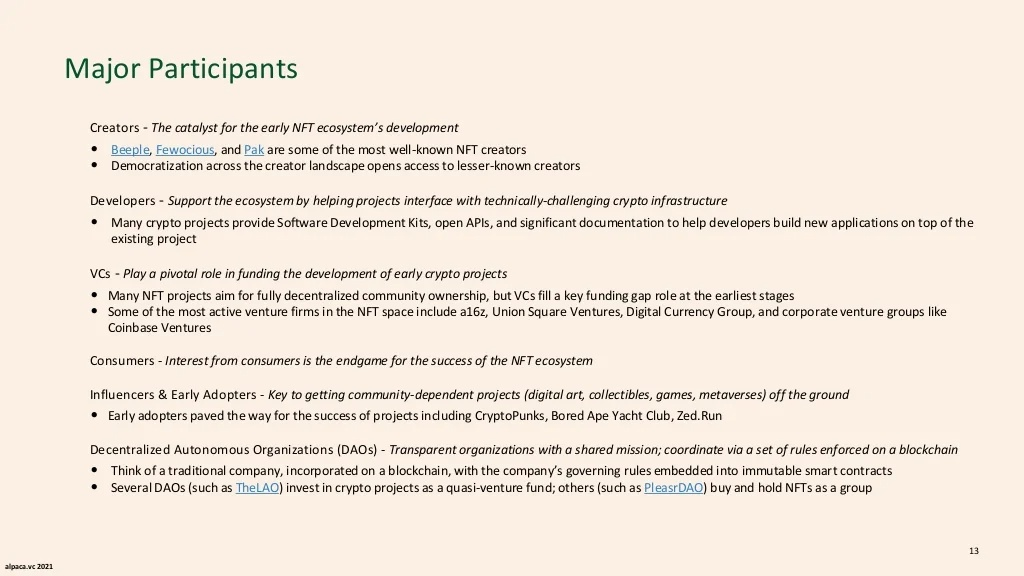 Major Participants
Creators - The catalyst for the early NFT ecosystem's development
• Beeple, Fewocious, and Pak are some of the most well-known NFT creators
• Democratization across the creator landscape opens access to lesser-known creators
Developers - Support the ecosystem by helping projects interface with technically-challenging crypto infrastructure
• Many crypto projects provide Software Development Kits, open APIs, and significant documentation to help developers build new applications on top of the
existing project
VCs - Play a pivotal role in funding the development of early crypto projects
• Many NFT projects aim for fully decentralized community ownership, but VCs fill a key funding gap role at the earliest stages
• Some of the most active venture firms in the NFT space include a16z, Union Square Ventures, Digital Currency Group, and corporate venture groups like
Coinbase Ventures
Consumers - Interest from consumers is the endgame for the success of the NFT ecosystem
Influencers & Early Adopters - Key to getting community-dependent projects (digital art, collectibles, games, metaverses) off the ground
• Early adopters paved the way for the success of projects including CryptoPunks, Bored Ape Yacht Club, Zed.Run
Decentralized Autonomous Organizations (DAOs) - Transparent organizations with a shared mission; coordinate via a set of rules enforced on a blockchain
• Think of a traditional company, incorporated on a blockchain, with the company's governing rules embedded into immutable smart contracts
• Several DAOs (such as TheLAO) invest in crypto projects as a quasi-venture fund; others (such as PleasrDAO) buy and hold NFTs as a group
13
alpaca.vc 2021